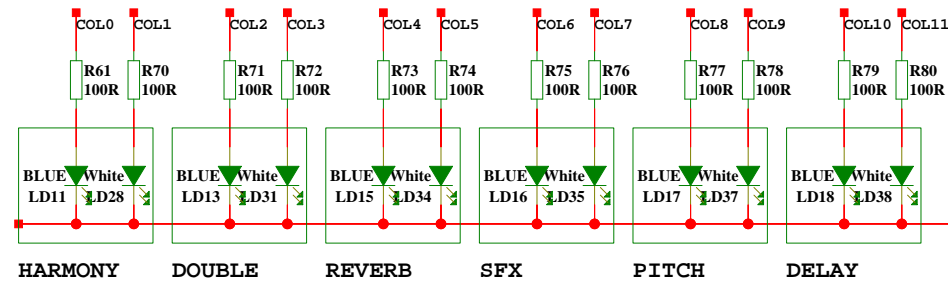 COL0 COL1 COL2 COL3 COL4 COL5 COL6 COL7 COL8 COL9 COL10 COL11
R61 R70 R71 R72 R73 R74 R75 R76 R77 R78 R79 R80
100R 100R 100R 100R 100R 100R 100R 100R 100R 100R 100R 100R
BLUE White BLUE White BLUE White BLUE White BLUE White BLUE White
LD11 LD28 LD13 LD31 LD15 LD34 LD16 LD35 LD17 LD37 LD18 LD38
HARMONY DOUBLE REVERB SFX PITCH DELAY